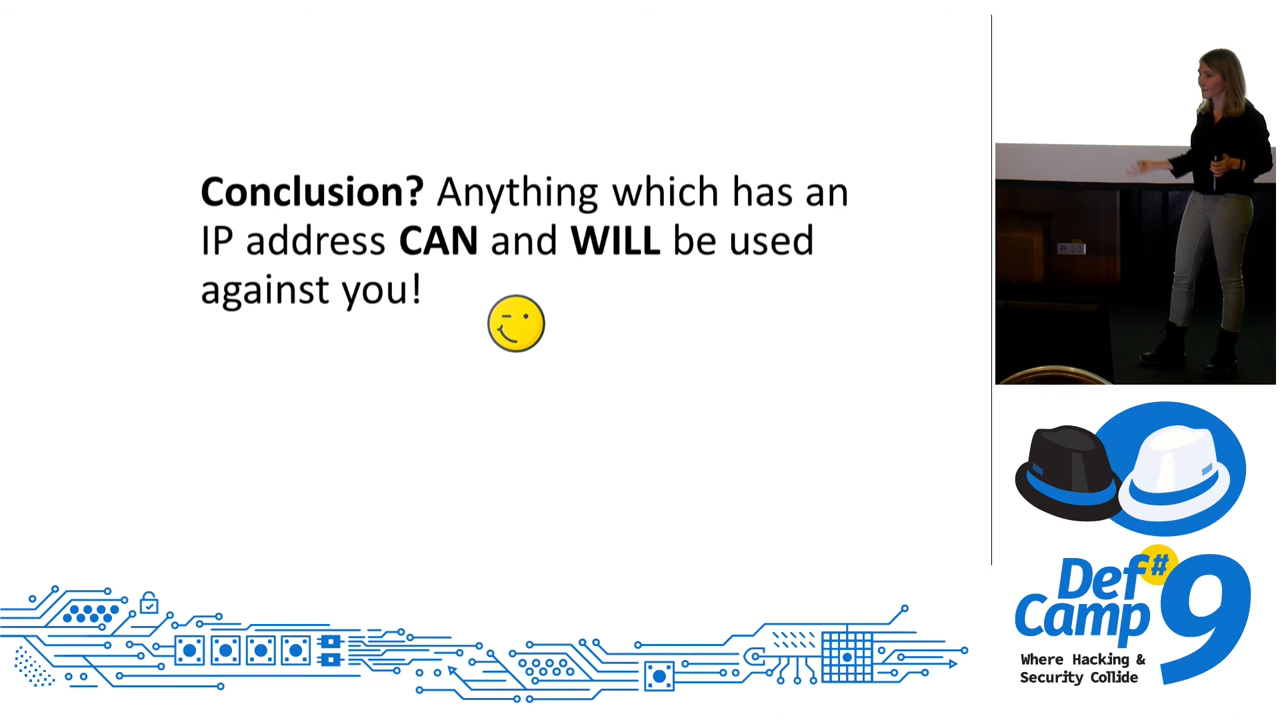 Conclusion? Anything which has an
IP address CAN and WILL be used
against you!
Def
Camp
#9
Where Hacking &
Security Collide